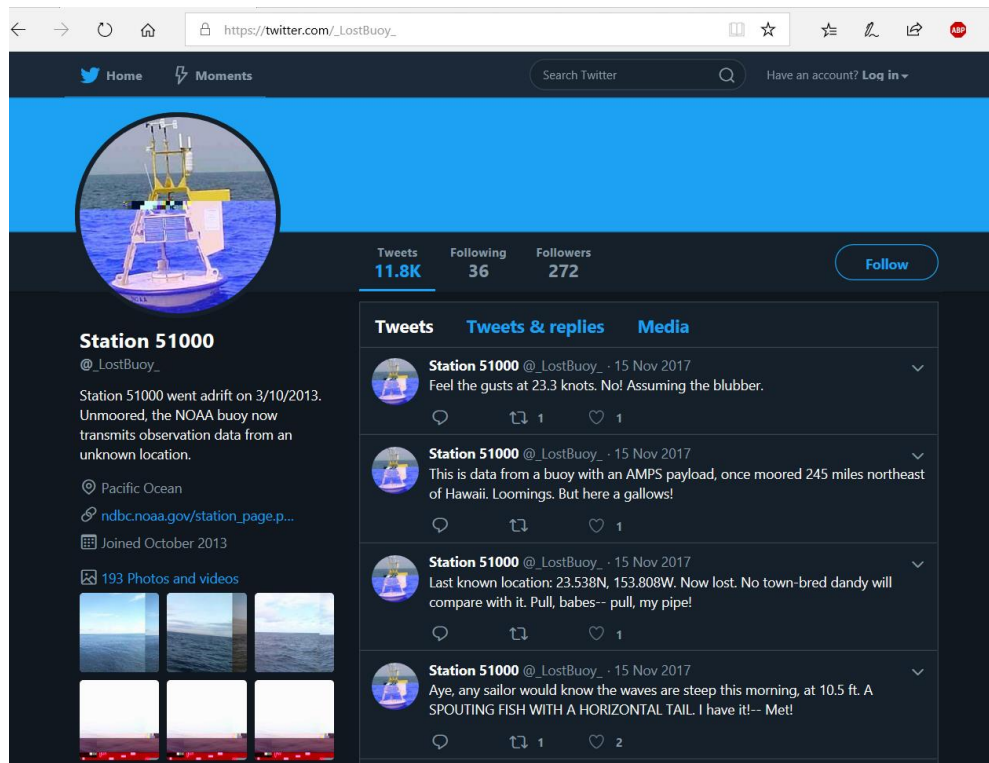 https://twitter.com/_LostBuoy_
ABP
Home
Moments
Search Twitter
Have an account? Log in
Tweets
11.8K
Following
36
Followers
272
Follow
Station 51000
@_LostBuoy_
Station 51000 went adrift on 3/10/2013.
Unmoored, the NOAA buoy now
transmits observation data from an
unknown location.
Pacific Ocean
ndbc.noaa.gov/station_page.p...
Joined October 2013
193 Photos and videos
Tweets Tweets & replies Media
Station 51000 @_LostBuoy_ · 15 Nov 2017
Feel the gusts at 23.3 knots. No! Assuming the blubber.
1 1
Station 51000 @_LostBuoy_ · 15 Nov 2017
This is data from a buoy with an AMPS payload, once moored 245 miles northeast
of Hawaii. Loomings. But here a gallows!
1
Station 51000 @_LostBuoy_ · 15 Nov 2017
Last known location: 23.538N, 153.808W. Now lost. No town-bred dandy will
compare with it. Pull, babes-- pull, my pipe!
1
Station 51000 @_LostBuoy_ · 15 Nov 2017
Aye, any sailor would know the waves are steep this morning, at 10.5 ft. A
SPOUTING FISH WITH A HORIZONTAL TAIL. I have it!-- Met!
1 2